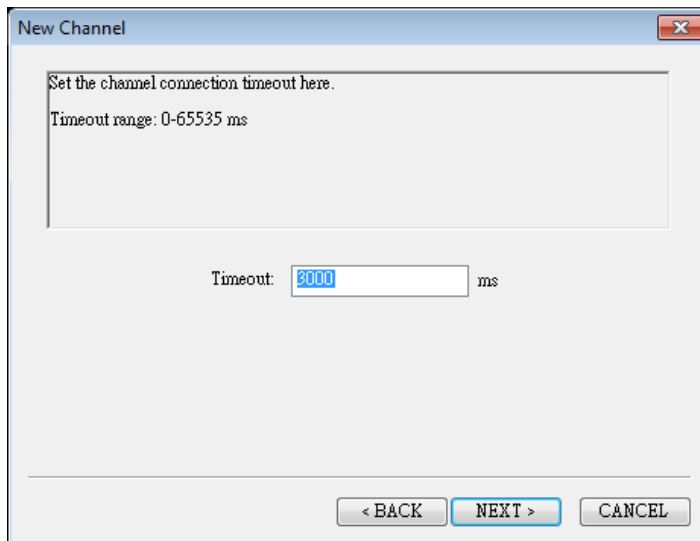 New Channel
Set the channel connection timeout here.
Timeout range: 0-65535 ms
Timeout: 3000 ms
< BACK NEXT > CANCEL